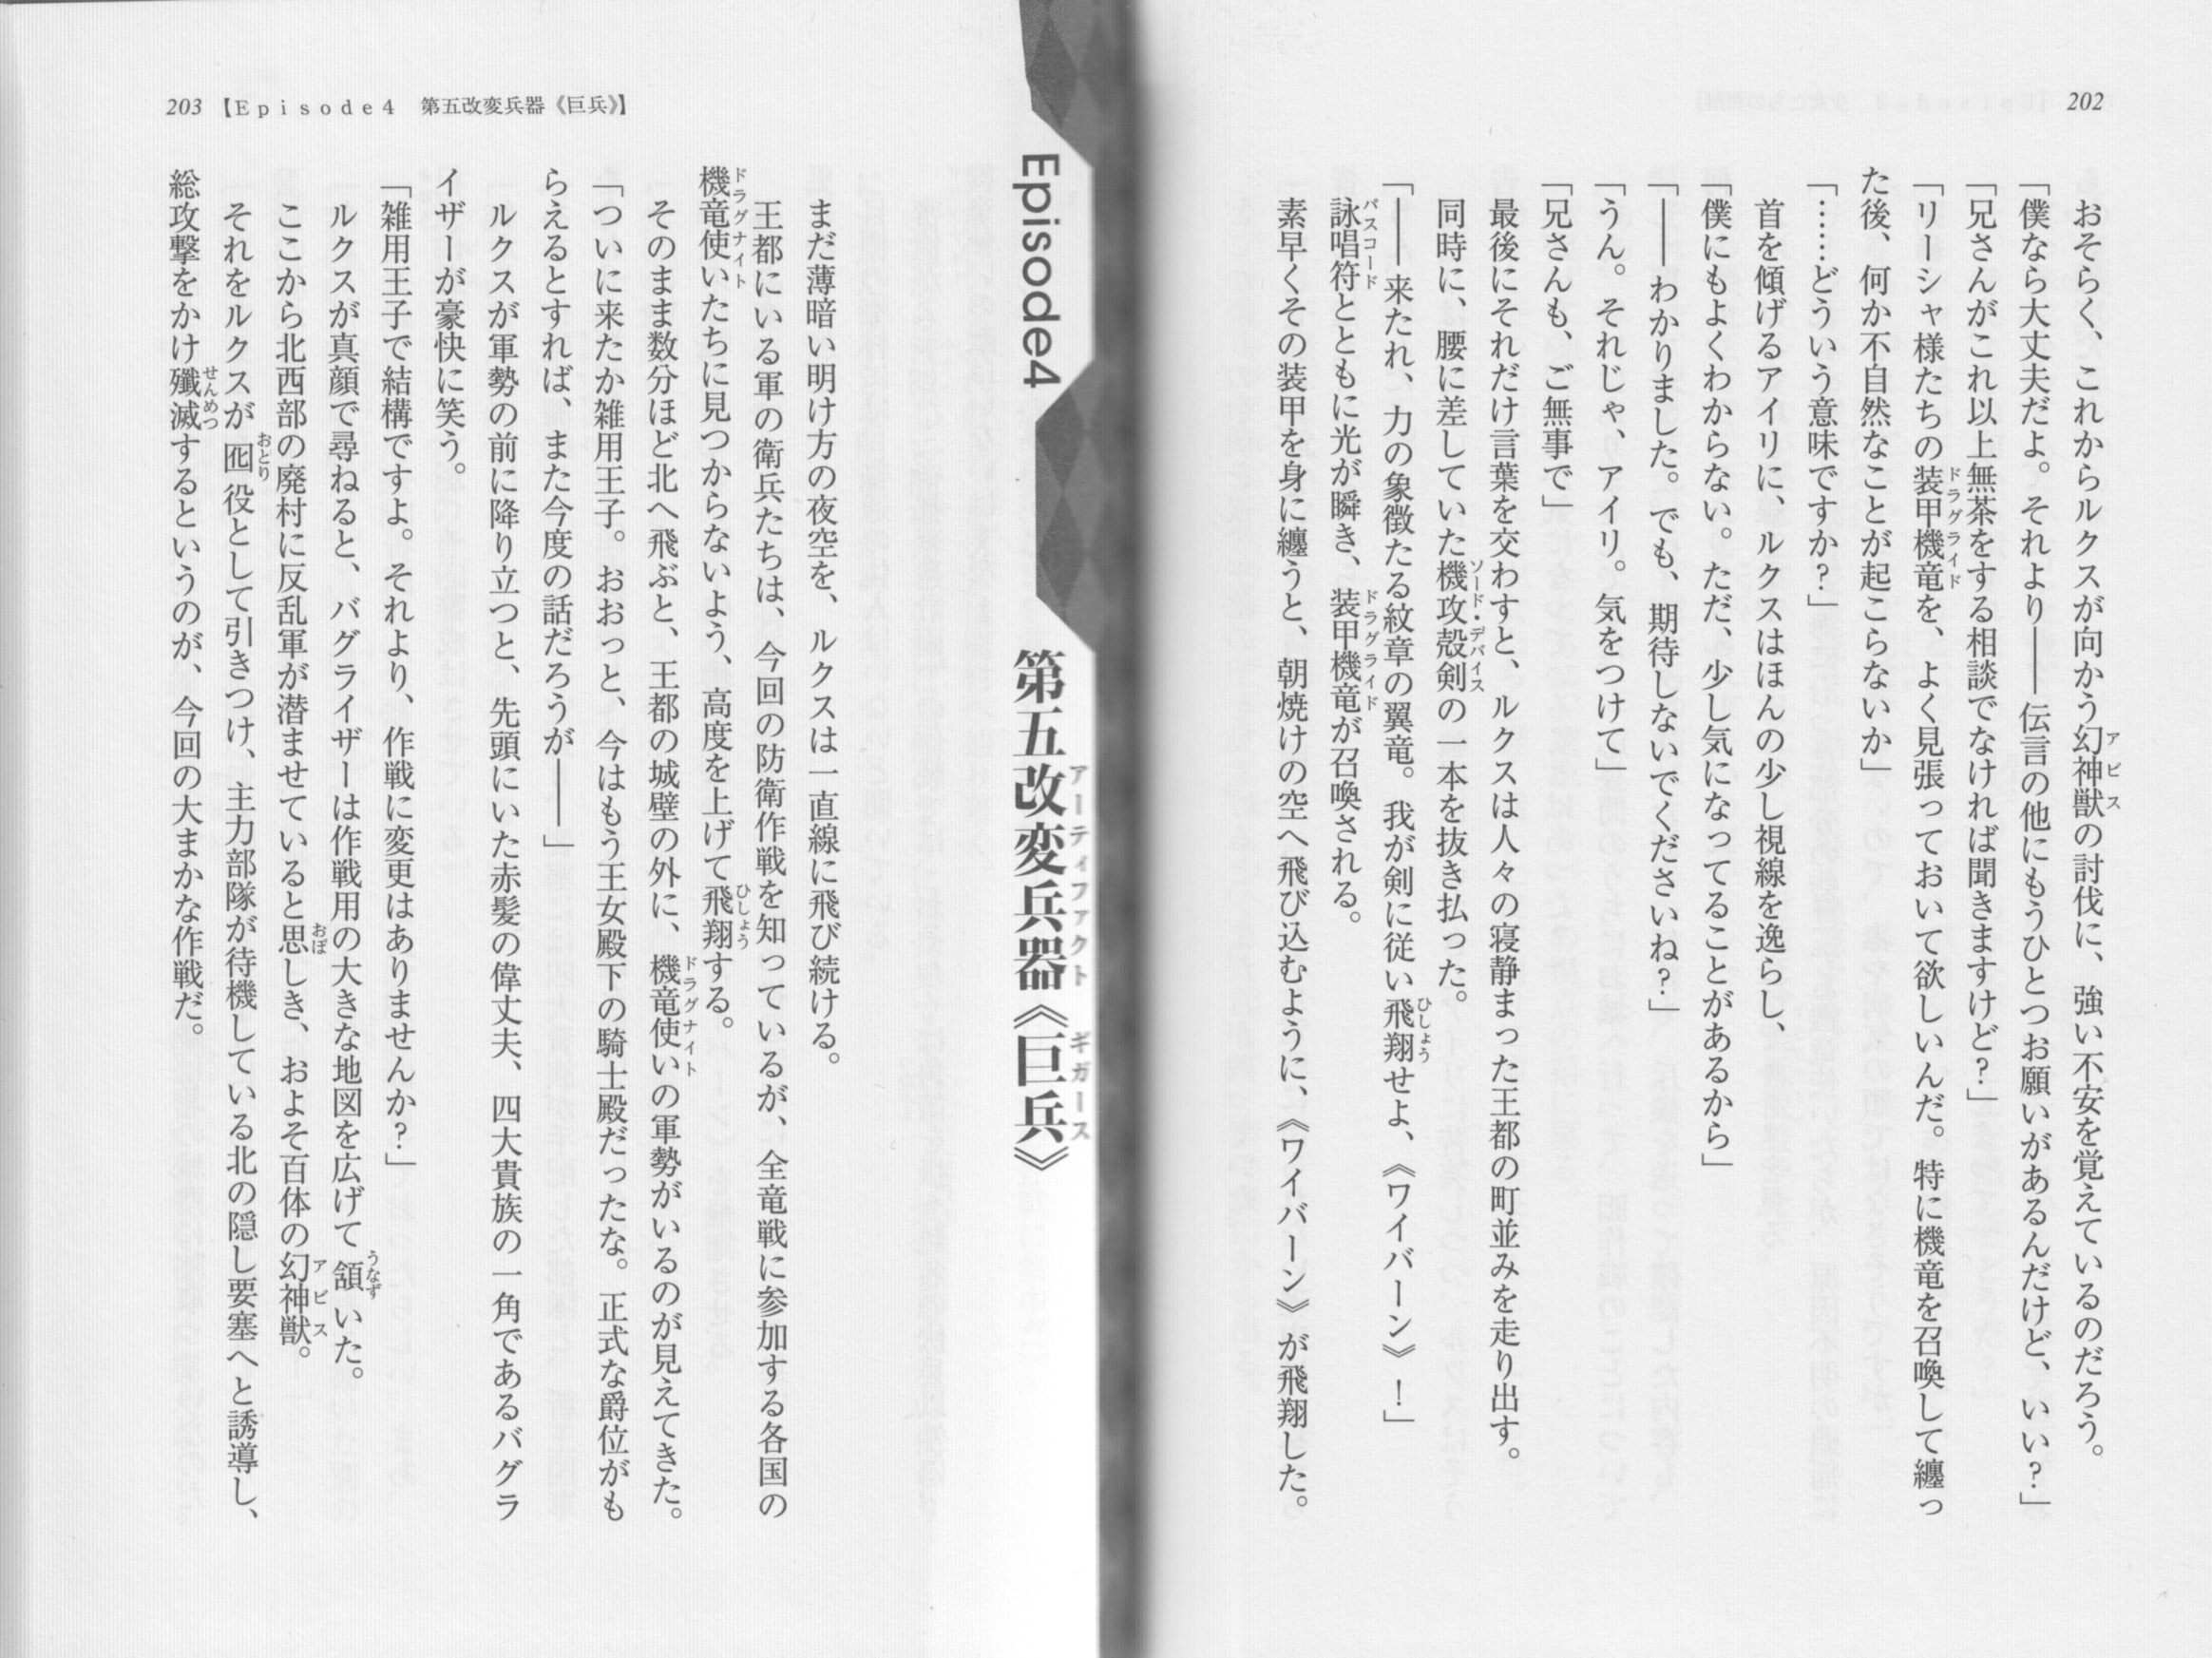 202
おそらく、これからルクスが向かう幻神獣の討伐に、強い不安を覚えているのだろう。
「僕なら大丈夫だよ。それより――伝言の他にもうひとつお願いがあるんだけど、いい？」
「兄さんがこれ以上無茶をする相談でなければ聞きますけど？」
「リーシャ様たちの装甲機竜を、よく見張っておいて欲しいんだ。特に機竜を召喚して纏っ
た後、何か不自然なことが起こらないか」
「……どういう意味ですか？」
首を傾げるアイリに、ルクスはほんの少し視線を逸らし、
「僕にもよくわからない。ただ、少し気になってることがあるから」
「――わかりました。でも、期待しないでくださいね？」
「うん。それじゃ、アイリ。気をつけて」
「兄さんも、ご無事で」
最後にそれだけ言葉を交わすと、ルクスは人々の寝静まった王都の町並みを走り出す。
同時に、腰に差していた機攻殻剣の一本を抜き払った。
「――来たれ、力の象徴たる紋章の翼竜。我が剣に従い飛翔せよ、《ワイバーン》！」
詠唱符とともに光が瞬き、装甲機竜が召喚される。
素早くその装甲を身に纏うと、朝焼けの空へ飛び込むように、《ワイバーン》が飛翔した。
203 【Episode4 第五改変兵器《巨兵》】
Episode4 第五改変兵器《巨兵》
アーティファクト ギガース
まだ薄暗い明け方の夜空を、ルクスは一直線に飛び続ける。
王都にいる軍の衛兵たちは、今回の防衛作戦を知っているが、全竜戦に参加する各国の
機竜使いたちに見つからないよう、高度を上げて飛翔する。
そのまま数分ほど北へ飛ぶと、王都の城壁の外に、機竜使いの軍勢がいるのが見えてきた。
「ついに来たか雑用王子。おおっと、今はもう王女殿下の騎士殿だったな。正式な爵位がも
らえるとすれば、また今度の話だろうが――」
ルクスが軍勢の前に降り立つと、先頭にいた赤髪の偉丈夫、四大貴族の一角であるバグラ
イザーが豪快に笑う。
「雑用王子で結構ですよ。それより、作戦に変更はありませんか？」
ルクスが真顔で尋ねると、バグライザーは作戦用の大きな地図を広げて頷いた。
ここから北西部の廃村に反乱軍が潜ませていると思しき、およそ百体の幻神獣。
それをルクスが囮役として引きつけ、主力部隊が待機している北の隠し要塞へと誘導し、
総攻撃をかけ殲滅するというのが、今回の大まかな作戦だ。